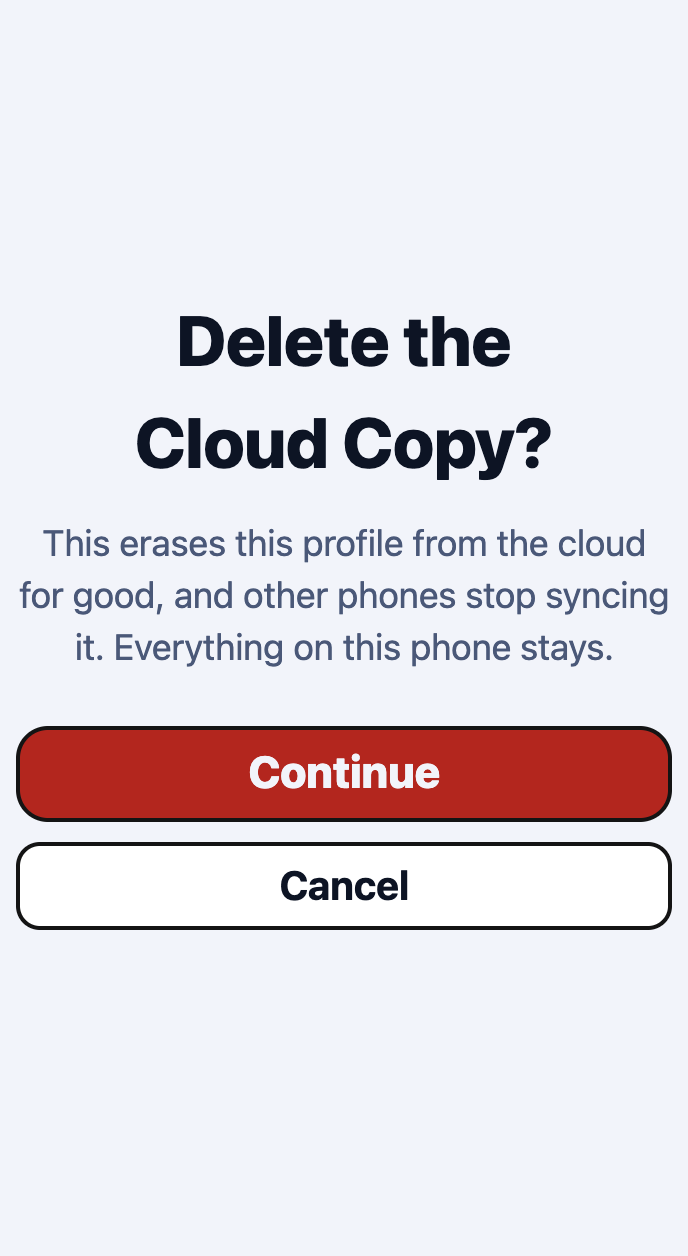 Delete the
Cloud Copy?
This erases this profile from the cloud
for good, and other phones stop syncing
it. Everything on this phone stays.
Continue
Cancel